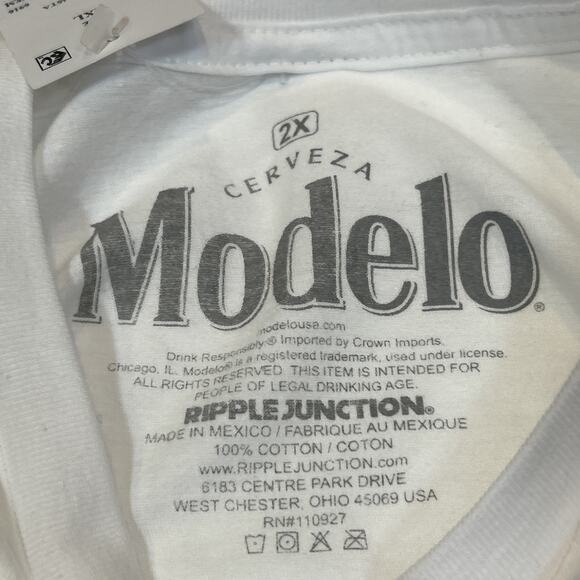 XL
2X
CERVEZA
Modelo®
modelousa.com
Drink Responsibly® Imported by Crown Imports.
Chicago. IL. Modelo® is a registered trademark, used under license.
ALL RIGHTS RESERVED. THIS ITEM IS INTENDED FOR
PEOPLE OF LEGAL DRINKING AGE.
RIPPLE JUNCTION®
MADE IN MEXICO / FABRIQUE AU MEXIQUE
100% COTTON / COTON
www.RIPPLEJUNCTION.com
6183 CENTRE PARK DRIVE
WEST CHESTER, OHIO 45069 USA
RN#110927